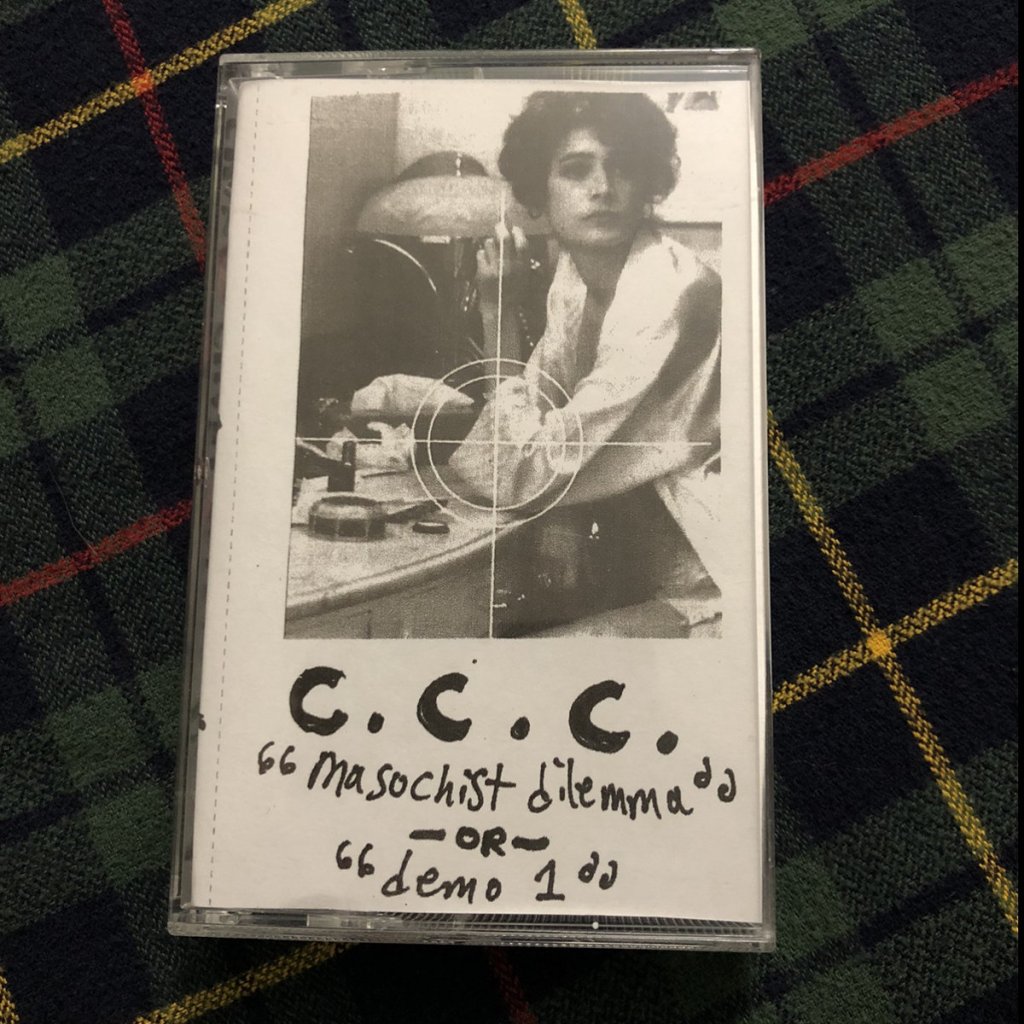 C.C.C.
"masochist dilemma"
-OR-
"demo 1"